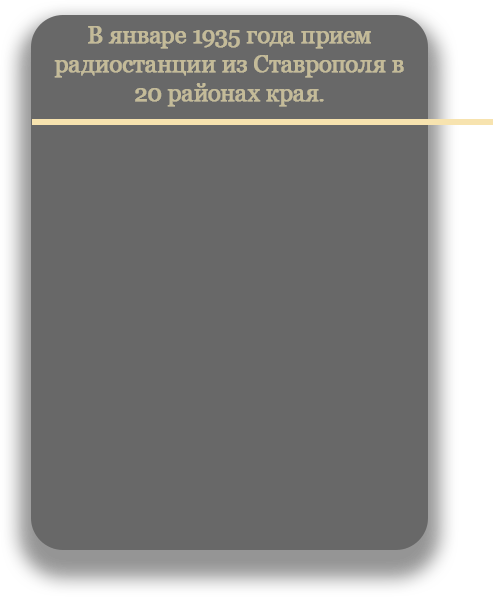 В январе 1935 года прием
радиостанции из Ставрополя в
20 районах края.